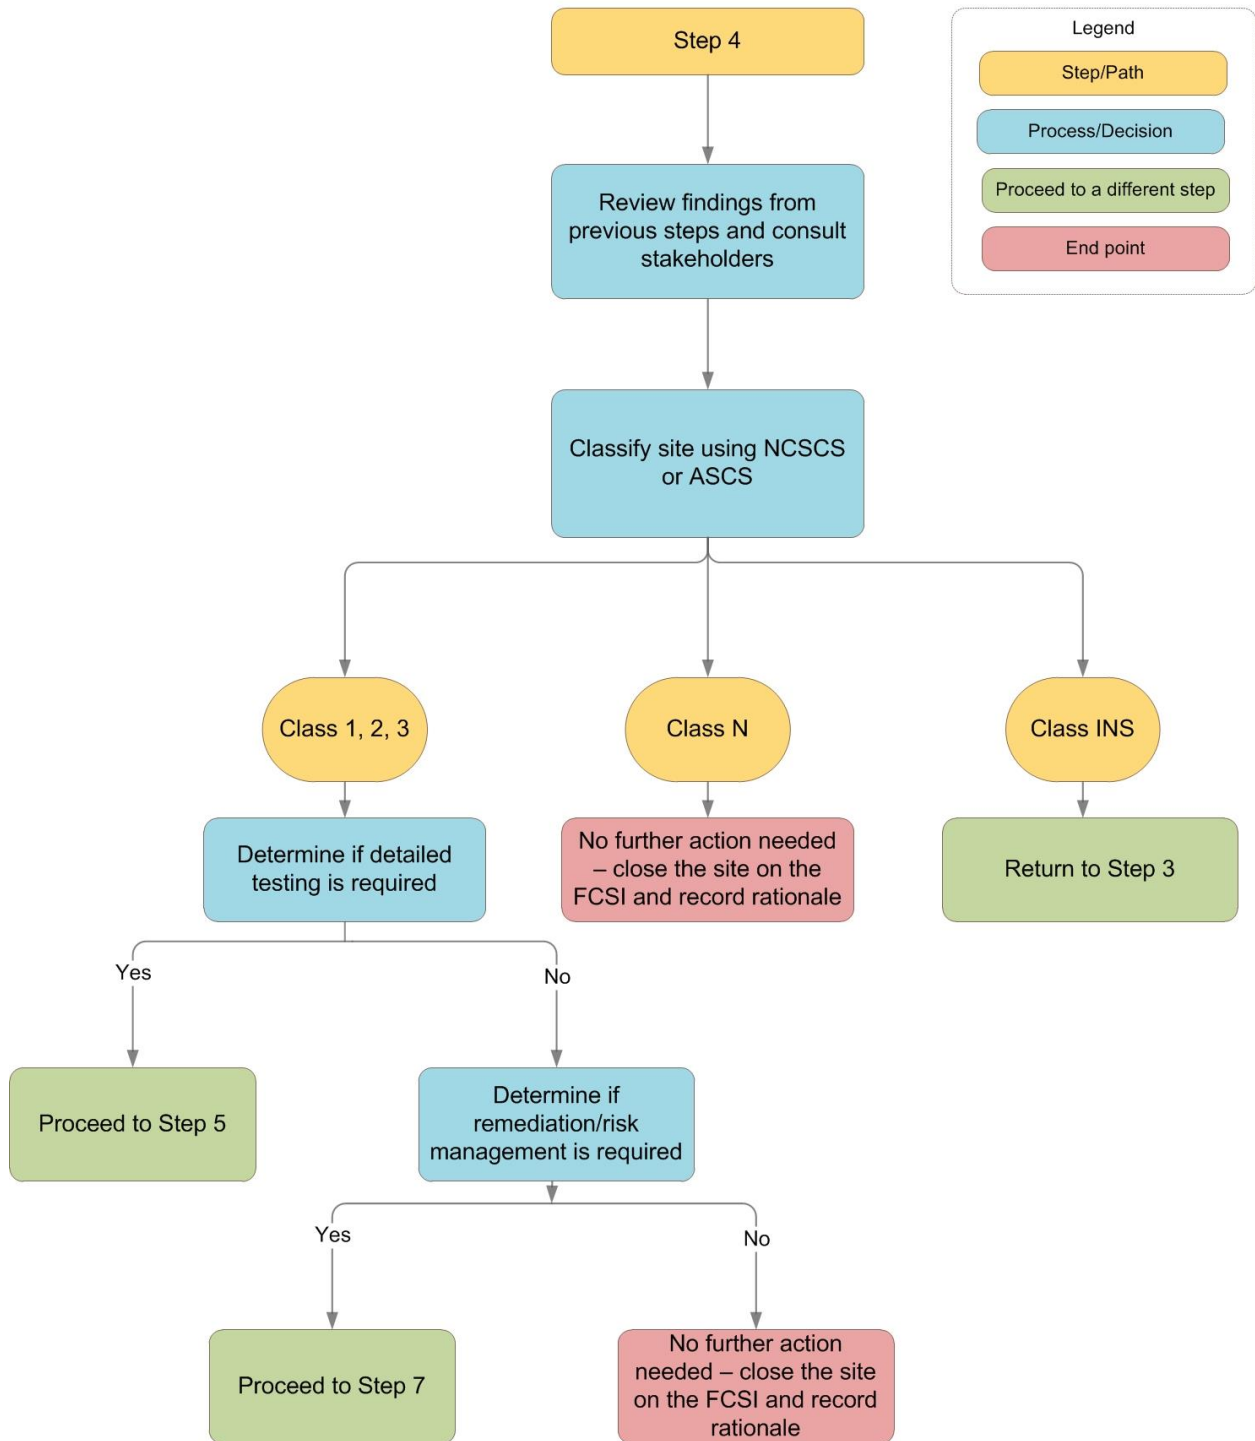 Step 4
Legend
Step/Path
Process/Decision
Proceed to a different step
End point
Review findings from
previous steps and consult
stakeholders
Classify site using NCSCS
or ASCS
Class 1, 2, 3
Class N
Class INS
Determine if detailed
testing is required
No further action needed
– close the site on the
FCSI and record rationale
Return to Step 3
Yes
No
Proceed to Step 5
Determine if
remediation/risk
management is required
Yes
No
Proceed to Step 7
No further action
needed – close the site
on the FCSI and record
rationale